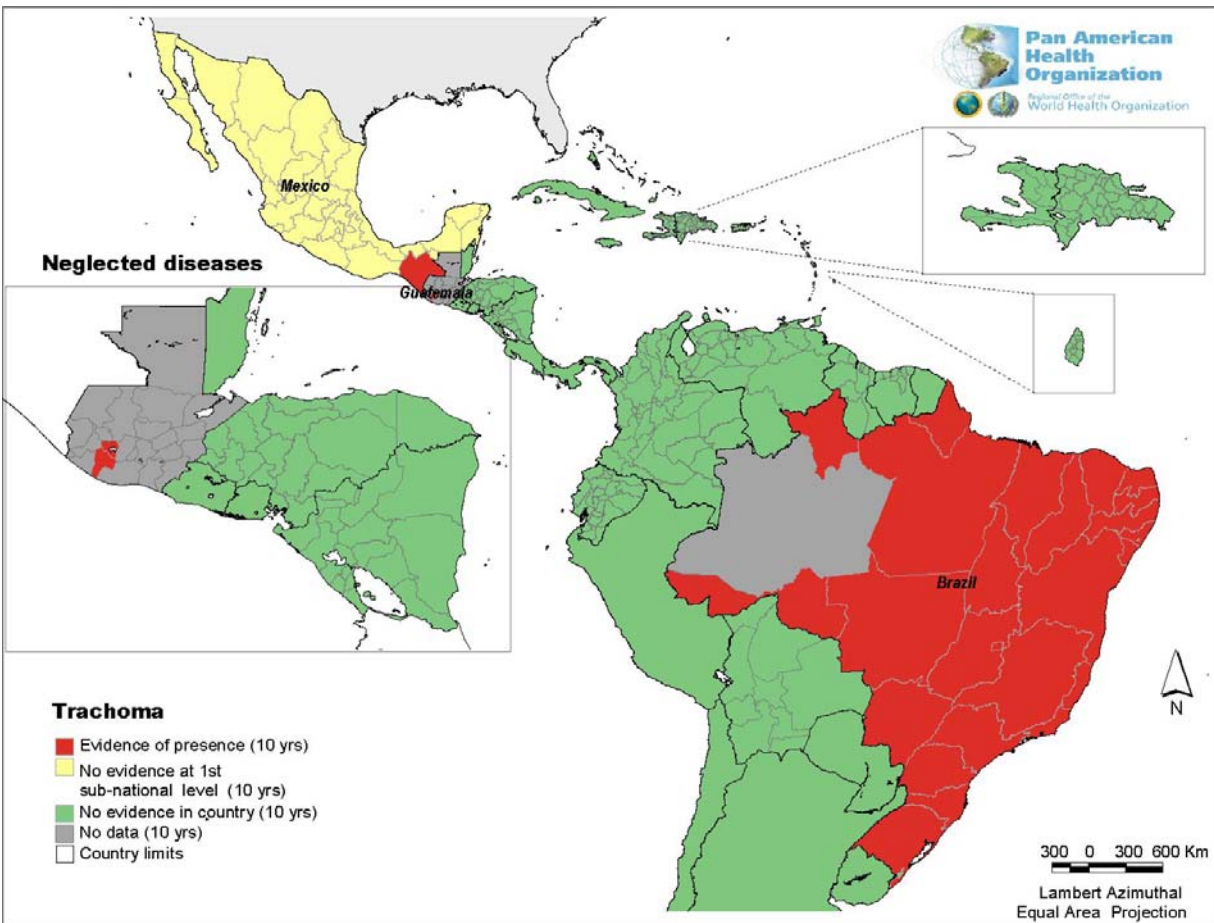 Pan American
Health
Organization
Regional Office of the
World Health Organization
Mexico
Neglected diseases
Guatemala
Brazil
N
Trachoma
Evidence of presence (10 yrs)
No evidence at 1st
sub-national level (10 yrs)
No evidence in country (10 yrs)
No data (10 yrs)
Country limits
300 0 300 600 Km
Lambert Azimuthal
Equal Area Projection